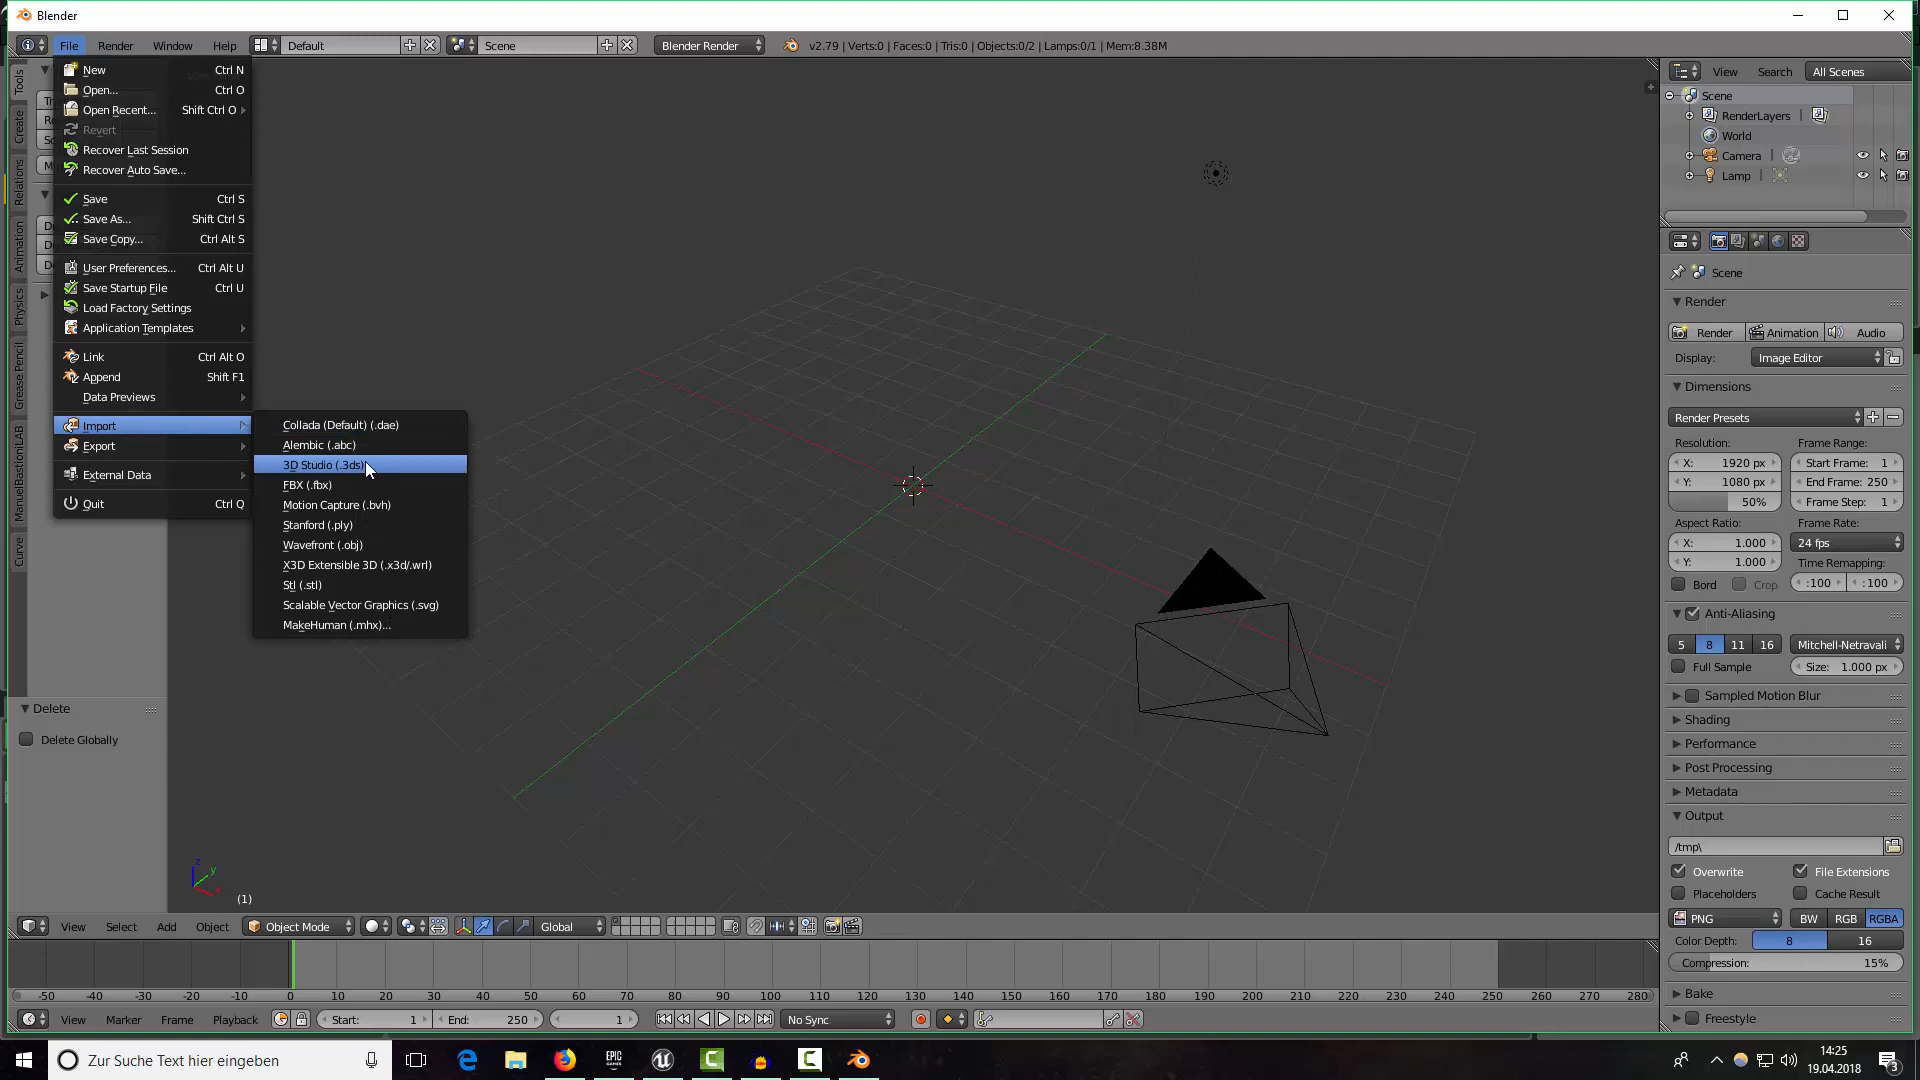 Blender
File Render Window Help Default Scene Blender Render v2.79 | Verts:0 | Faces:0 | Tris:0 | Objects:0/2 | Lamps:0/1 | Mem:8.38M
New Ctrl N
Open... Ctrl O
Open Recent... Shift Ctrl O
Revert
Recover Last Session
Recover Auto Save...
Save Ctrl S
Save As... Shift Ctrl S
Save Copy... Ctrl Alt S
User Preferences... Ctrl Alt U
Save Startup File Ctrl U
Load Factory Settings
Application Templates
Link Ctrl Alt O
Append Shift F1
Data Previews
Import
Export
External Data
Quit Ctrl Q
Collada (Default) (.dae)
Alembic (.abc)
3D Studio (.3ds)
FBX (.fbx)
Motion Capture (.bvh)
Stanford (.ply)
Wavefront (.obj)
X3D Extensible 3D (.x3d/.wrl)
Stl (.stl)
Scalable Vector Graphics (.svg)
MakeHuman (.mhx)...
Tools
Create
Relations
Animation
Physics
Grease Pencil
ManuelBastioniLAB
Curve
Delete
Delete Globally
z
y
x
(1)
View Search All Scenes
Scene
RenderLayers |
World
Camera |
Lamp |
Scene
Render
Render Animation Audio
Display: Image Editor
Dimensions
Render Presets
Resolution: Frame Range:
X: 1920 px Start Frame: 1
Y: 1080 px End Frame: 250
50% Frame Step: 1
Aspect Ratio: Frame Rate:
X: 1.000 24 fps
Y: 1.000 Time Remapping:
Bord Crop :100 :100
Anti-Aliasing
5 8 11 16 Mitchell-Netravali
Full Sample Size: 1.000 px
Sampled Motion Blur
Shading
Performance
Post Processing
Metadata
Output
/tmp\
Overwrite File Extensions
Placeholders Cache Result
PNG BW RGB RGBA
Color Depth: 8 16
Compression: 15%
Bake
Freestyle
View Select Add Object Object Mode Global
-50 -40 -30 -20 -10 0 10 20 30 40 50 60 70 80 90 100 110 120 130 140 150 160 170 180 190 200 210 220 230 240 250 260 270 280
View Marker Frame Playback Start: 1 End: 250 1 No Sync
Zur Suche Text hier eingeben
EPIC GAMES
14:25
19.04.2018
3